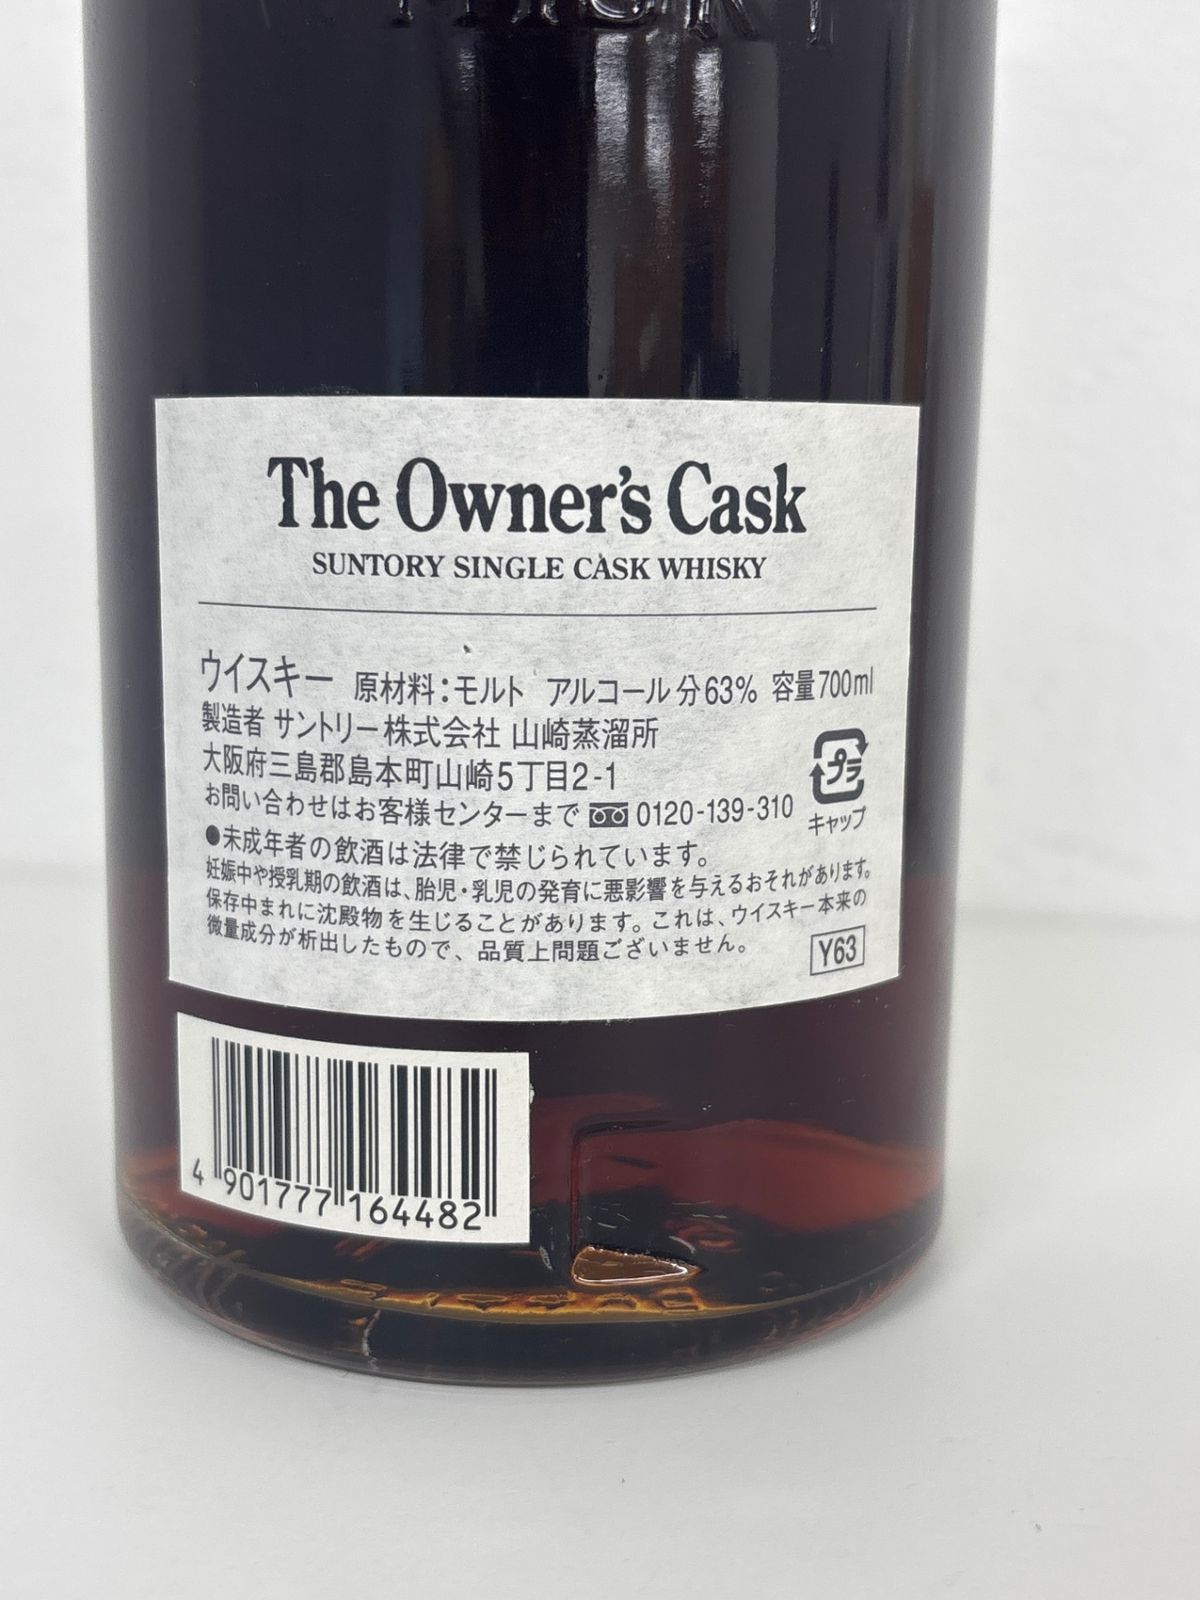 The Owner's Cask
SUNTORY SINGLE CASK WHISKY
ウイスキー 原材料：モルト アルコール分63% 容量700ml
製造者 サントリー株式会社 山崎蒸溜所
大阪府三島郡島本町山崎5丁目2-1
お問い合わせはお客様センターまで 0120-139-310
プラ
キャップ
●未成年者の飲酒は法律で禁じられています。
妊娠中や授乳期の飲酒は、胎児・乳児の発育に悪影響を与えるおそれがあります。
保存中まれに沈殿物を生じることがあります。これは、ウイスキー本来の
微量成分が析出したもので、品質上問題ございません。
Y63
4 901777 164482